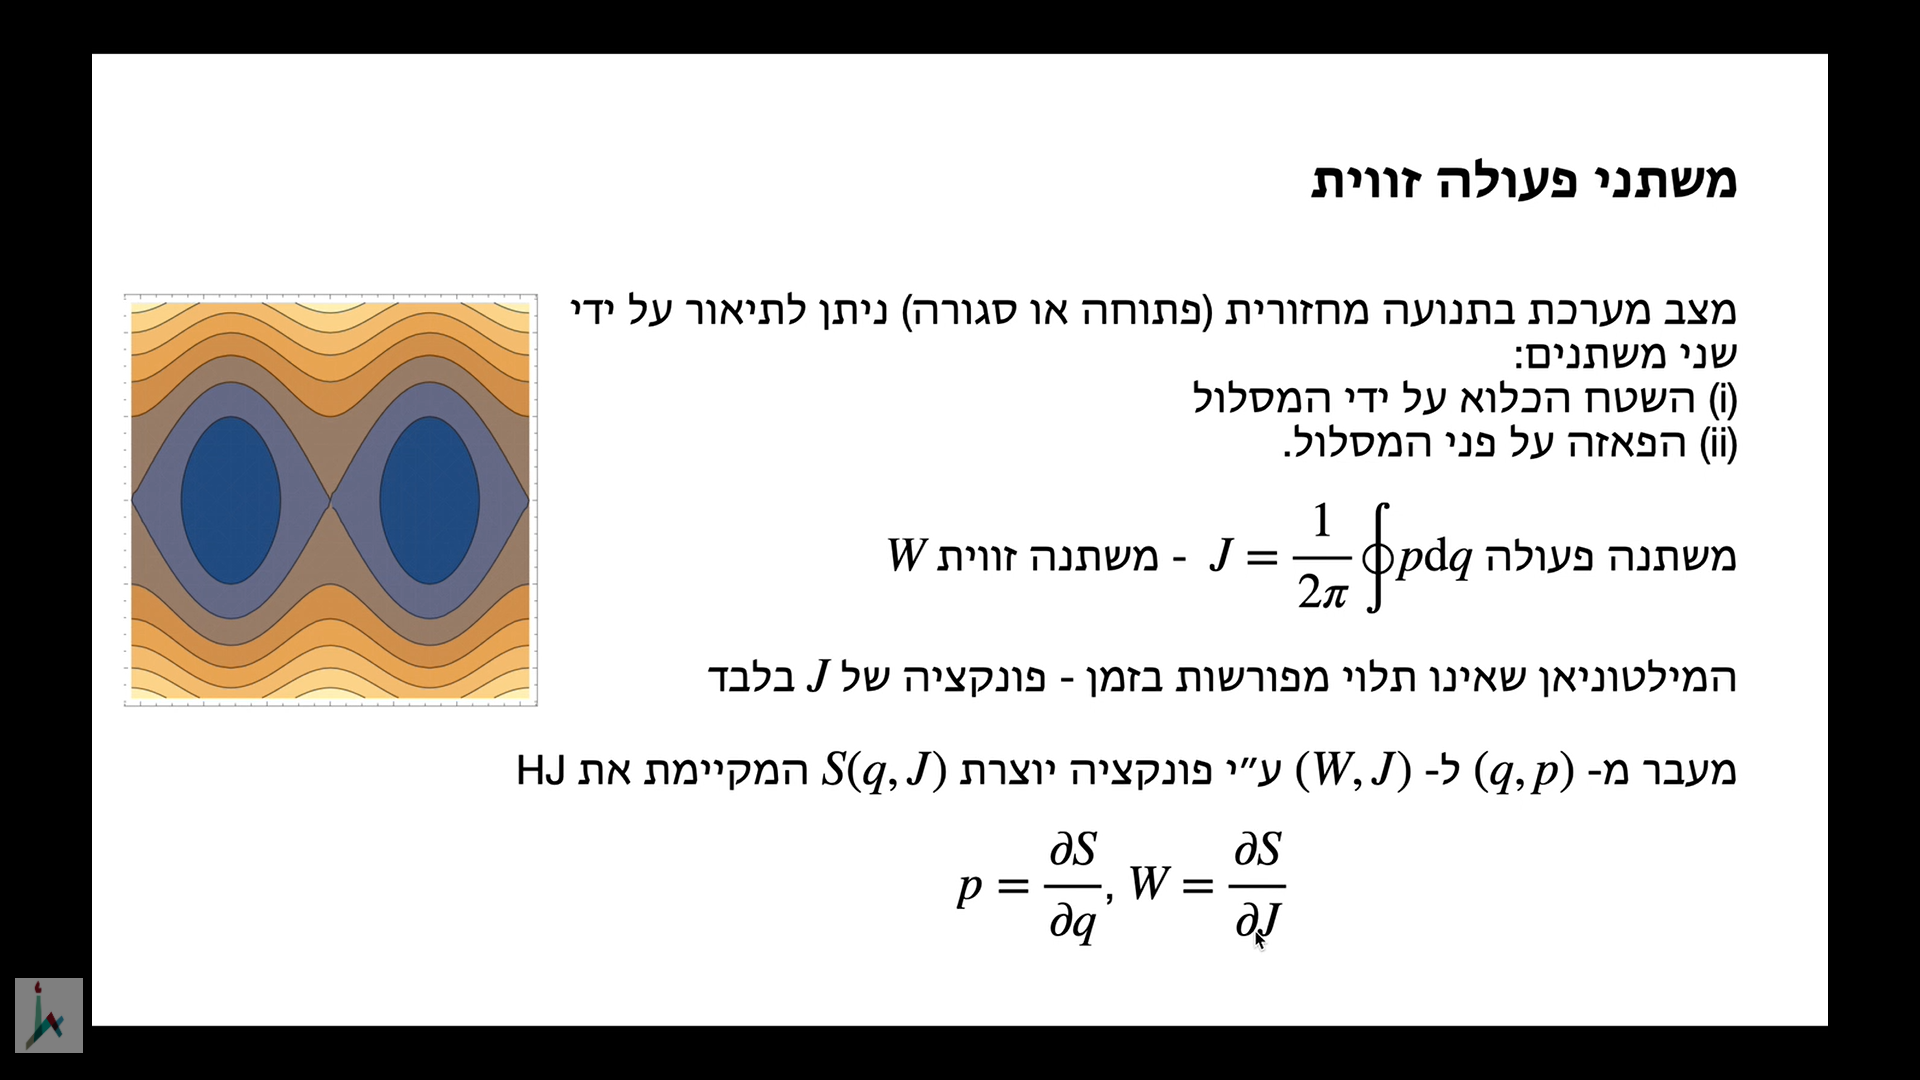 משתני פעולה זווית
מצב מערכת בתנועה מחזורית (פתוחה או סגורה) ניתן לתיאור על ידי
שני משתנים:
(i) השטח הכלוא על ידי המסלול
(ii) הפאזה על פני המסלול.
משתנה פעולה $J = \frac{1}{2\pi} \oint p\mathrm{d}q$ - משתנה זווית $W$
המילטוניאן שאינו תלוי מפורשות בזמן - פונקציה של $J$ בלבד
מעבר מ- $(q, p)$ ל- $(W, J)$ ע״י פונקציה יוצרת $S(q, J)$ המקיימת את HJ
$p = \frac{\partial S}{\partial q}, W = \frac{\partial S}{\partial J}$